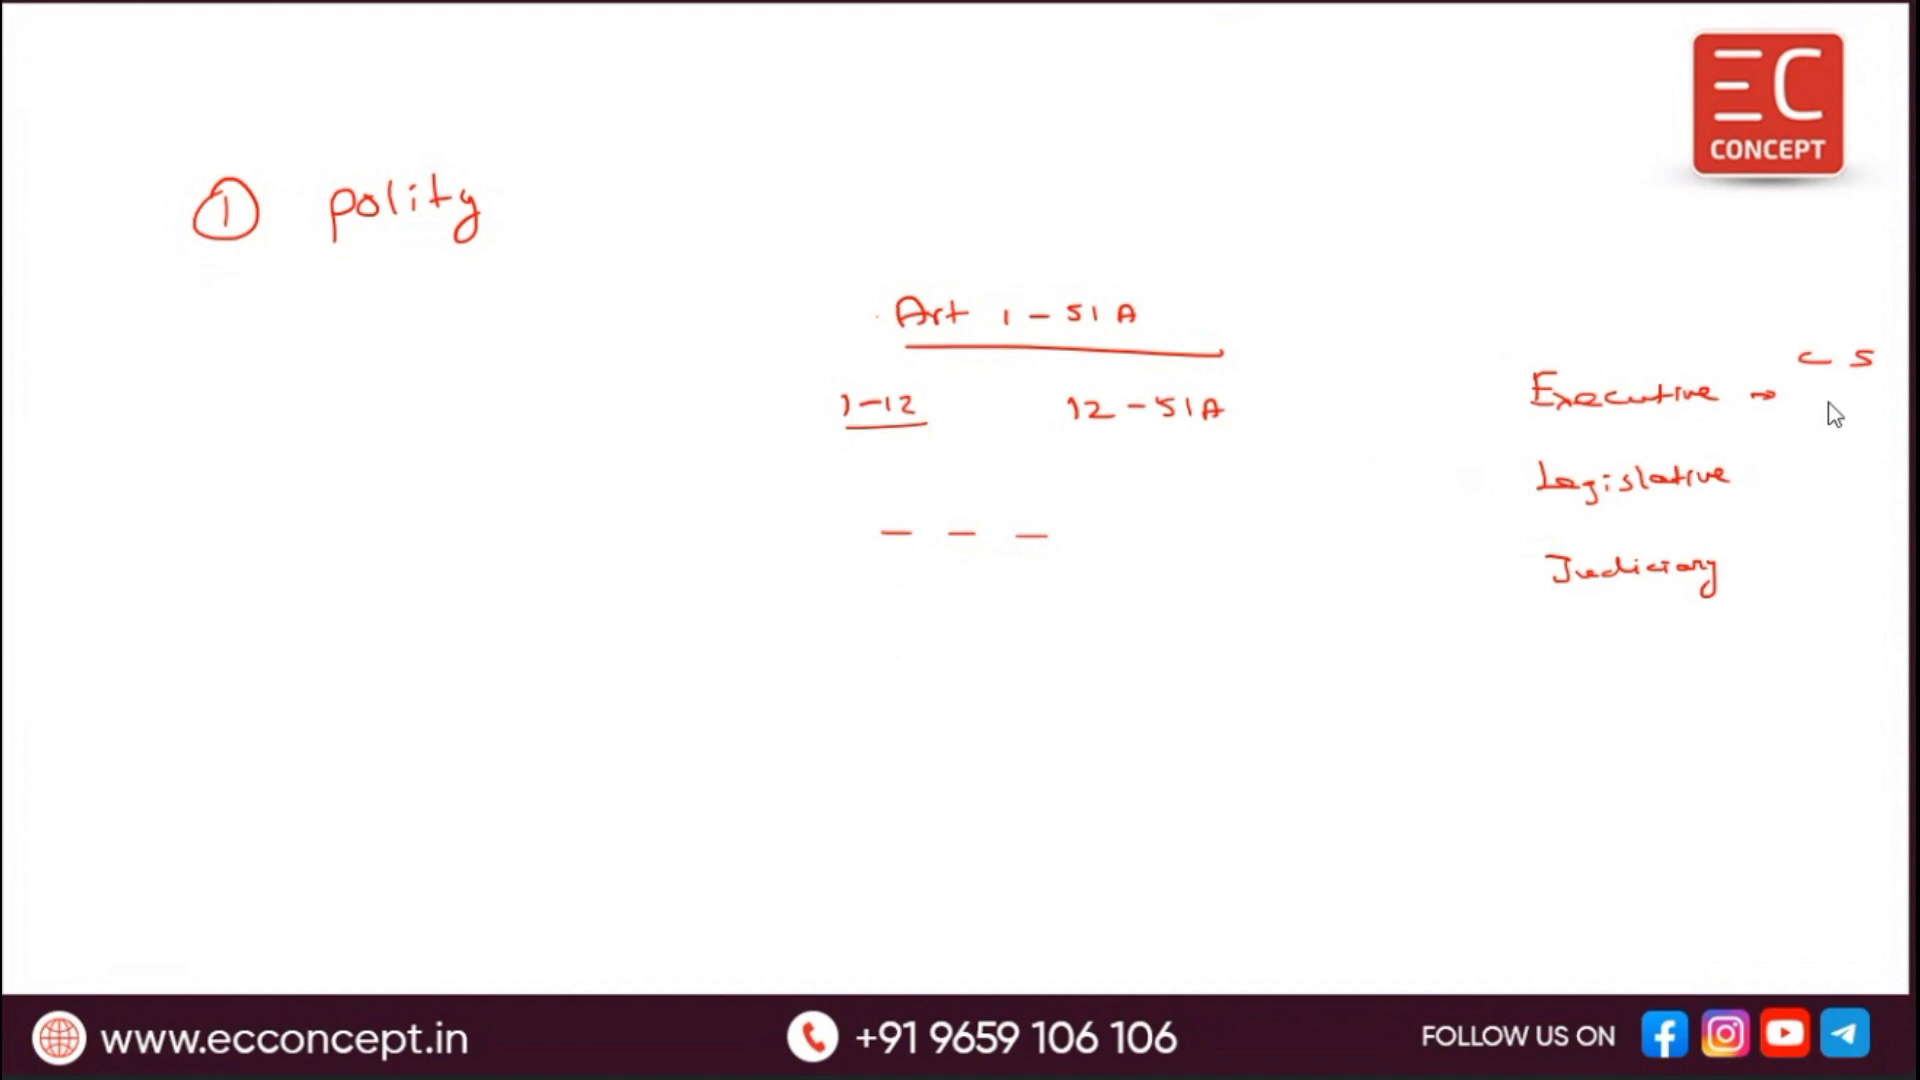 EC
CONCEPT
① polity
Art 1 - 51 A
1-12 12 - 51A
C S
Executive →
Legislative
Judiciary
— — —
www.ecconcept.in
+91 9659 106 106
FOLLOW US ON